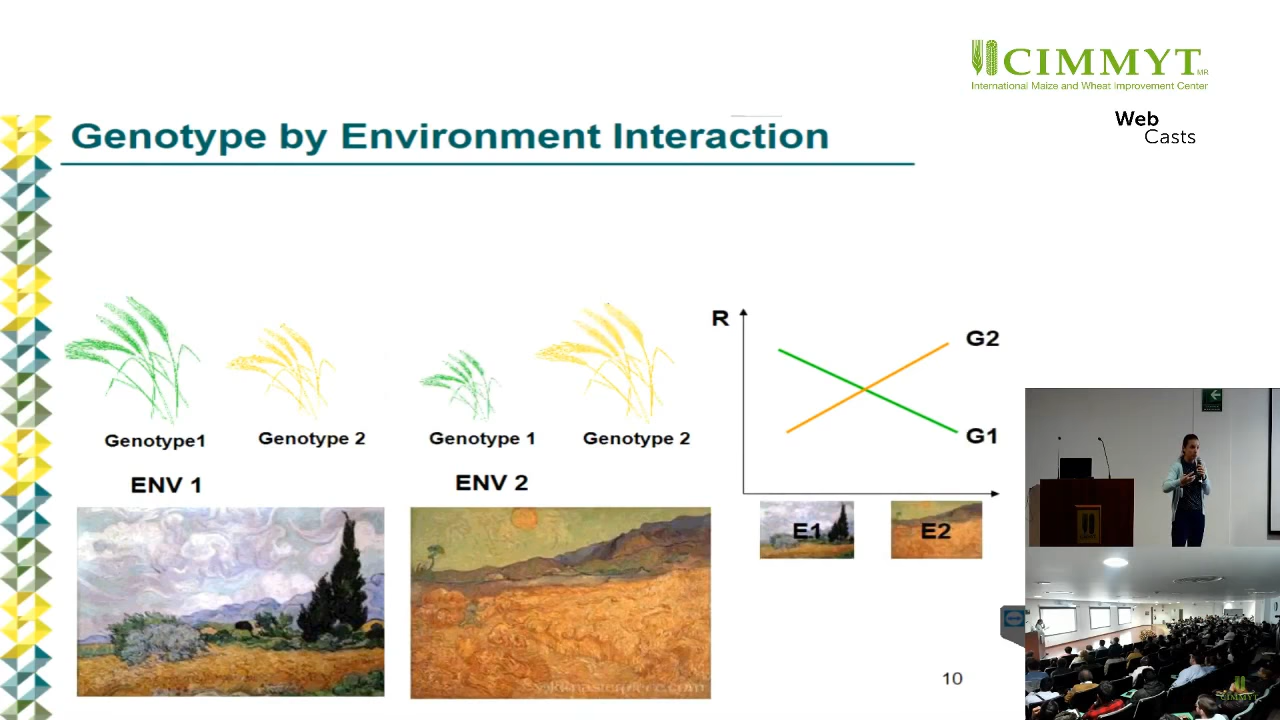 CIMMYT MR
International Maize and Wheat Improvement Center
Web
Casts
Genotype by Environment Interaction
R
G2
G1
Genotype1
Genotype 2
Genotype 1
Genotype 2
ENV 1
ENV 2
E1
E2
10
CIMMYT